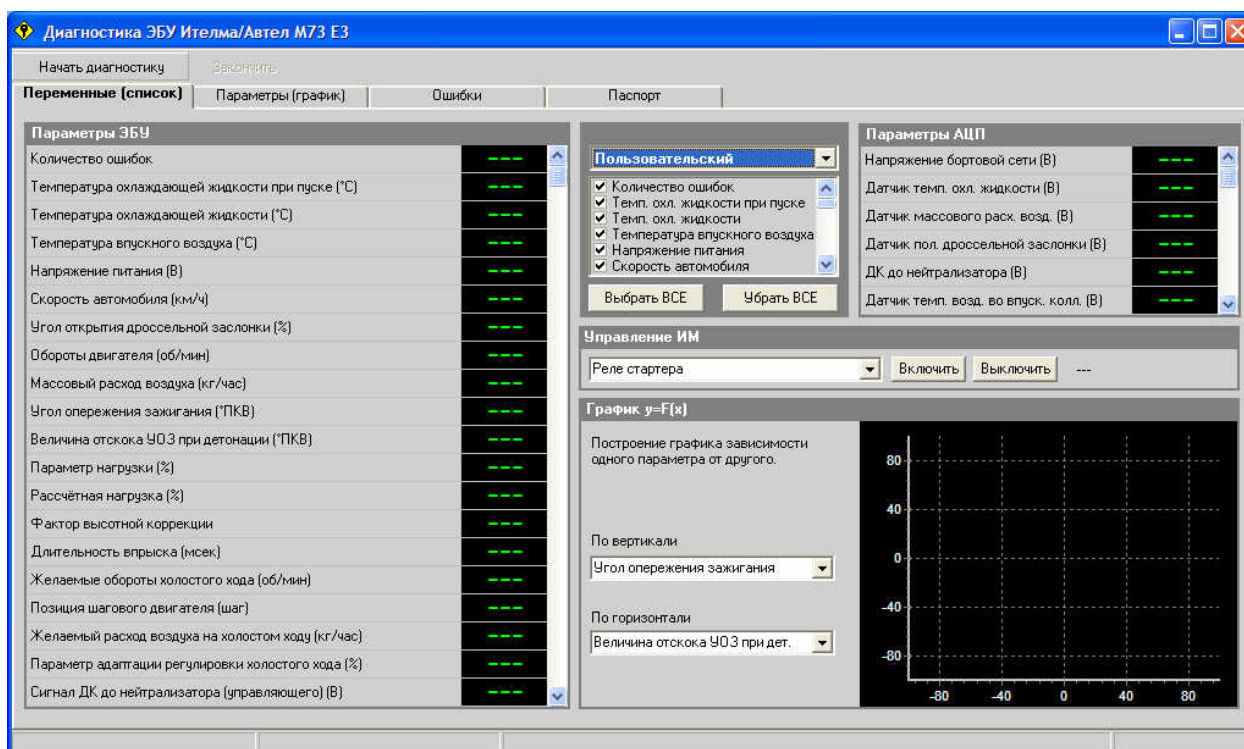 Диагностика ЭБУ Ителма/Автел М73 Е3
Начать диагностику
Закончить
Переменные (список)
Параметры (график)
Ошибки
Паспорт
Параметры ЭБУ
Количество ошибок ---
Температура охлаждающей жидкости при пуске (°C) ---
Температура охлаждающей жидкости (°C) ---
Температура впускного воздуха (°C) ---
Напряжение питания (В) ---
Скорость автомобиля (км/ч) ---
Угол открытия дроссельной заслонки (%) ---
Обороты двигателя (об/мин) ---
Массовый расход воздуха (кг/час) ---
Угол опережения зажигания (°ПКВ) ---
Величина отскока УОЗ при детонации (°ПКВ) ---
Параметр нагрузки (%) ---
Рассчётная нагрузка (%) ---
Фактор высотной коррекции ---
Длительность впрыска (мсек) ---
Желаемые обороты холостого хода (об/мин) ---
Позиция шагового двигателя (шаг) ---
Желаемый расход воздуха на холостом ходу (кг/час) ---
Параметр адаптации регулировки холостого хода (%) ---
Сигнал ДК до нейтрализатора (управляющего) (В) ---
Пользовательский
Количество ошибок
Темп. охл. жидкости при пуске
Темп. охл. жидкости
Температура впускного воздуха
Напряжение питания
Скорость автомобиля
Выбрать ВСЕ
Убрать ВСЕ
Параметры АЦП
Напряжение бортовой сети (В) ---
Датчик темп. охл. жидкости (В) ---
Датчик массового расх. возд. (В) ---
Датчик пол. дроссельной заслонки (В) ---
ДК до нейтрализатора (В) ---
Датчик темп. возд. во впуск. колл. (В) ---
Управление ИМ
Реле стартера
Включить
Выключить
---
График y=F(x)
Построение графика зависимости
одного параметра от другого.
По вертикали
Угол опережения зажигания
По горизонтали
Величина отскока УОЗ при дет.
80
40
0
-40
-80
-80 -40 0 40 80